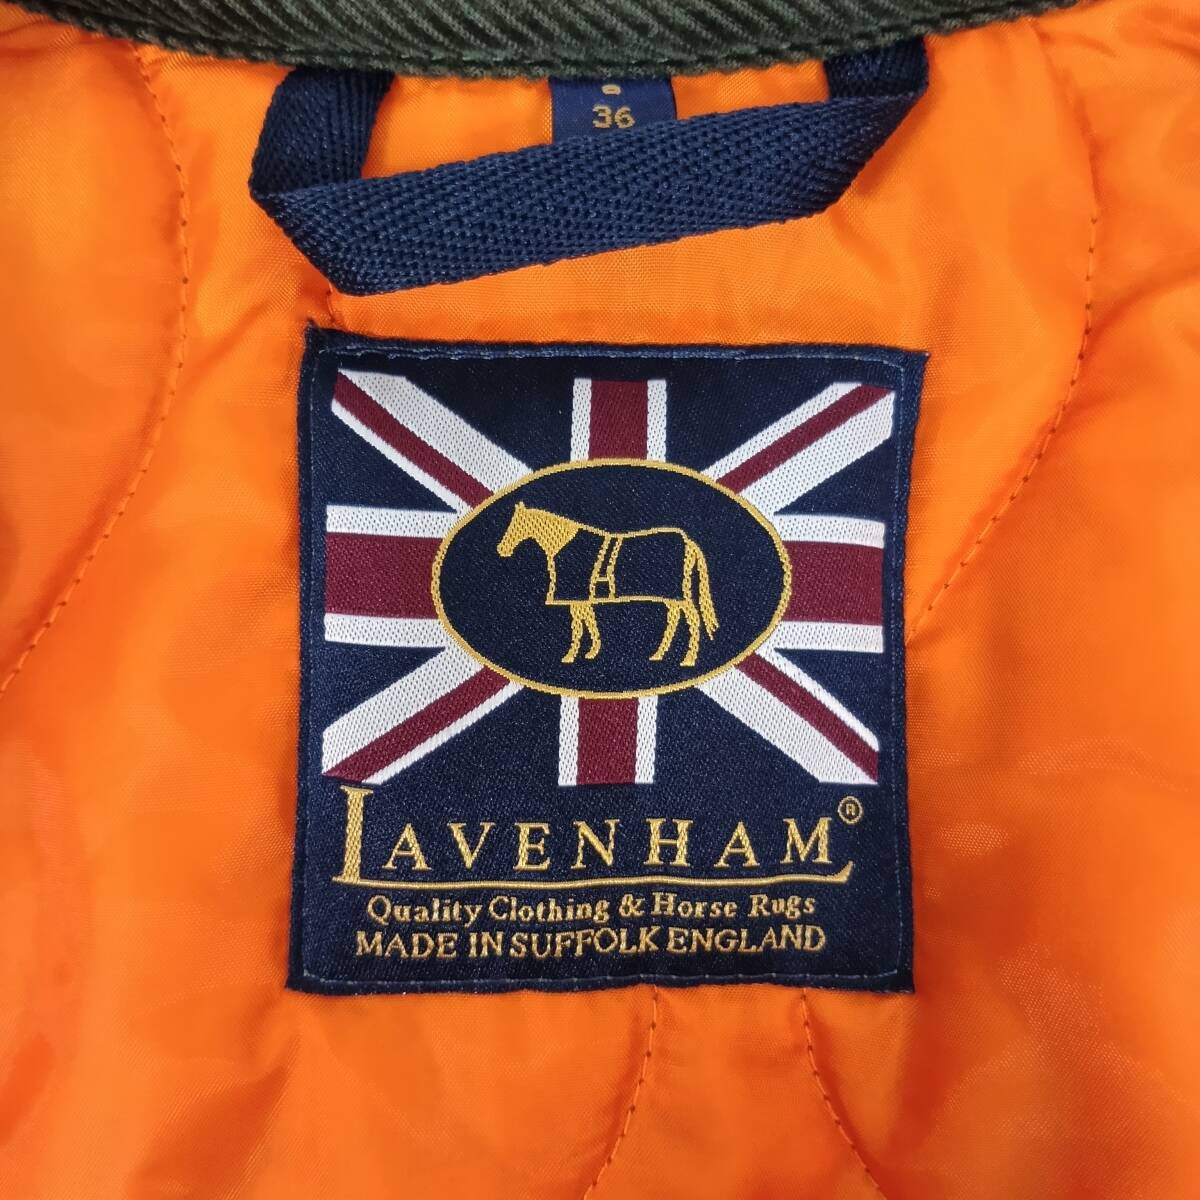 36
LAVENHAM®
Quality Clothing & Horse Rugs
MADE IN SUFFOLK ENGLAND